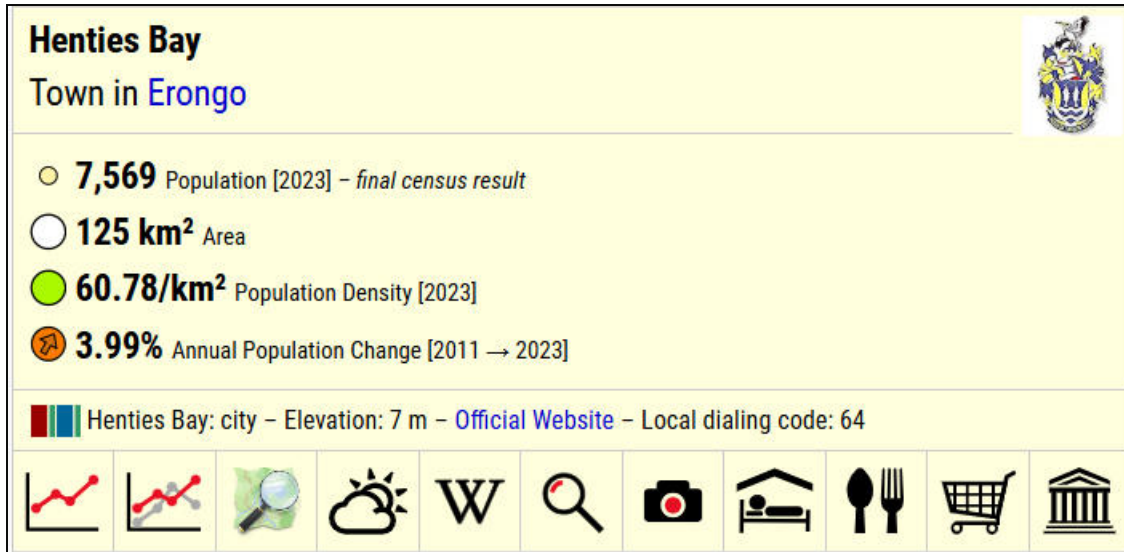 Henties Bay
Town in Erongo
7,569 Population [2023] – final census result
125 km² Area
60.78/km² Population Density [2023]
3.99% Annual Population Change [2011 → 2023]
Henties Bay: city – Elevation: 7 m – Official Website – Local dialing code: 64
W